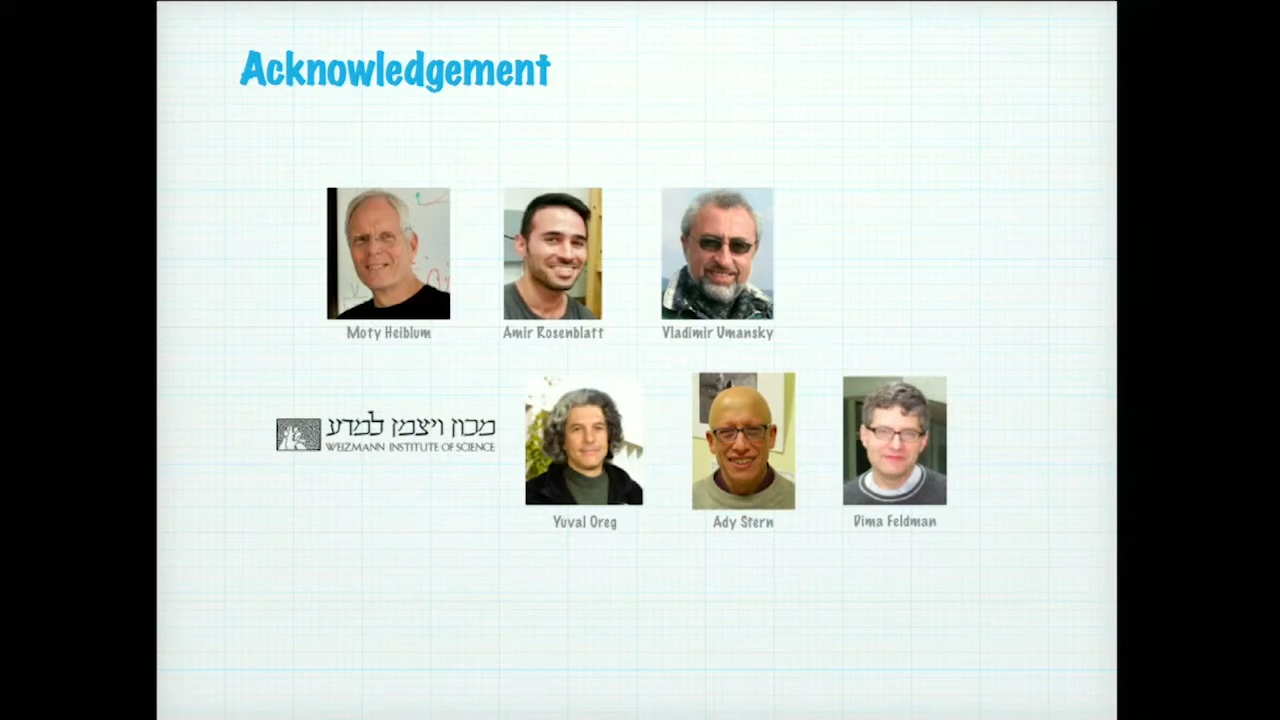 Acknowledgement
Moty Heiblum
Amir Rosenblatt
Vladimir Umansky
מכון ויצמן למדע
WEIZMANN INSTITUTE OF SCIENCE
Yuval Oreg
Ady Stern
Dima Feldman